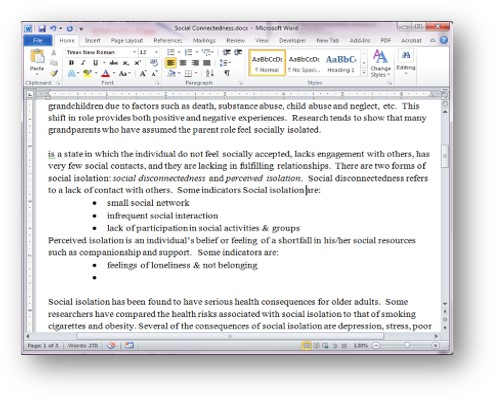 Social Connectedness.docx - Microsoft Word
File Home Insert Page Layout References Mailings Review View Developer New Tab Add-Ins PDF Acrobat
Times New Roman 12
Paste
AaBbCcDc AaBbCcDc AaBbC
¶ Normal ¶ No Spaci... Heading 1
Change Styles Editing
Clipboard Font Paragraph Styles
grandchildren due to factors such as death, substance abuse, child abuse and neglect, etc. This
shift in role provides both positive and negative experiences. Research tends to show that many
grandparents who have assumed the parent role feel socially isolated.
is a state in which the individual do not feel socially accepted, lacks engagement with others, has
very few social contacts, and they are lacking in fulfilling relationships. There are two forms of
social isolation: social disconnectedness and perceived isolation. Social disconnectedness refers
to a lack of contact with others. Some indicators Social isolation are:
• small social network
• infrequent social interaction
• lack of participation in social activities & groups
Perceived isolation is an individual's belief or feeling of a shortfall in his/her social resources
such as companionship and support. Some indicators are:
• feelings of loneliness & not belonging
•
Social isolation has been found to have serious health consequences for older adults. Some
researchers have compared the health risks associated with social isolation to that of smoking
cigarettes and obesity. Several of the consequences of social isolation are depression, stress, poor
Page: 1 of 3 Words: 278 120%